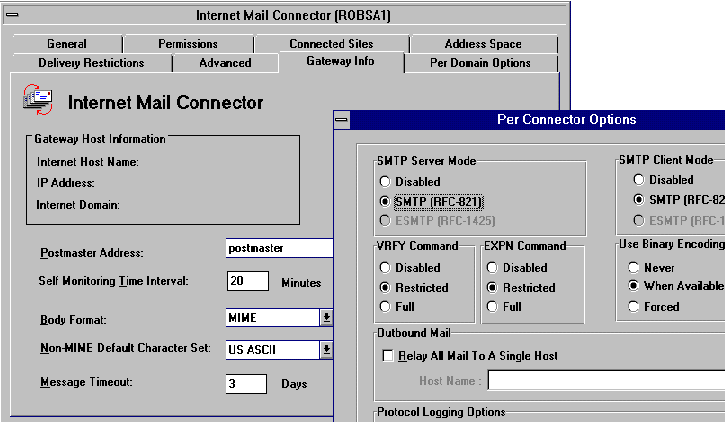 Internet Mail Connector (ROBSA1)
General Permissions Connected Sites Address Space
Delivery Restrictions Advanced Gateway Info Per Domain Options
Internet Mail Connector
Gateway Host Information
Internet Host Name:
IP Address:
Internet Domain:
Postmaster Address: postmaster
Self Monitoring Time Interval: 20 Minutes
Body Format: MIME
Non-MIME Default Character Set: US ASCII
Message Timeout: 3 Days
Per Connector Options
SMTP Server Mode
Disabled
SMTP (RFC-821)
ESMTP (RFC-1425)
SMTP Client Mode
Disabled
SMTP (RFC-82
ESMTP (RFC-1
VRFY Command
Disabled
Restricted
Full
EXPN Command
Disabled
Restricted
Full
Use Binary Encoding
Never
When Available
Forced
Outbound Mail
Relay All Mail To A Single Host
Host Name :
Protocol Logging Options